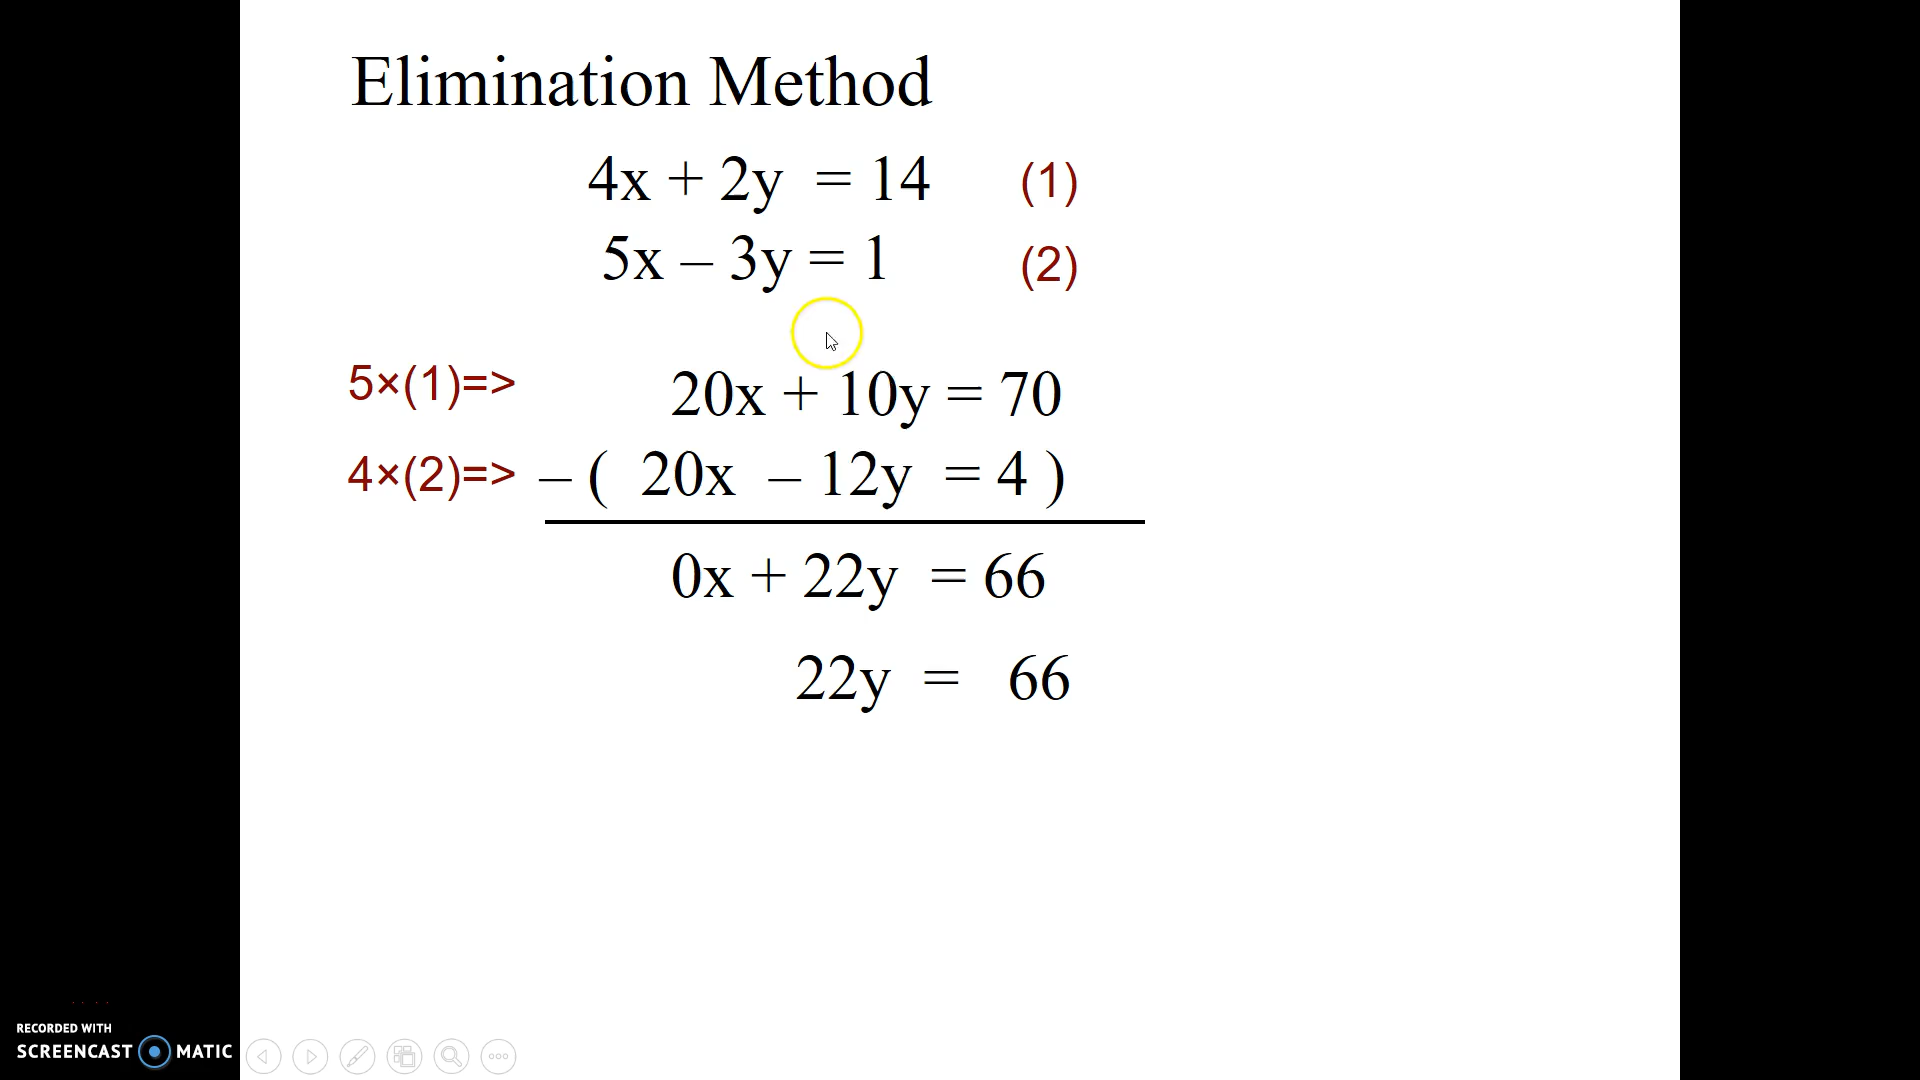 Elimination Method
4x + 2y = 14 (1)
5x – 3y = 1 (2)
5×(1)=> 20x + 10y = 70
4×(2)=> – ( 20x – 12y = 4 )
0x + 22y = 66
22y = 66
RECORDED WITH
SCREENCAST MATIC